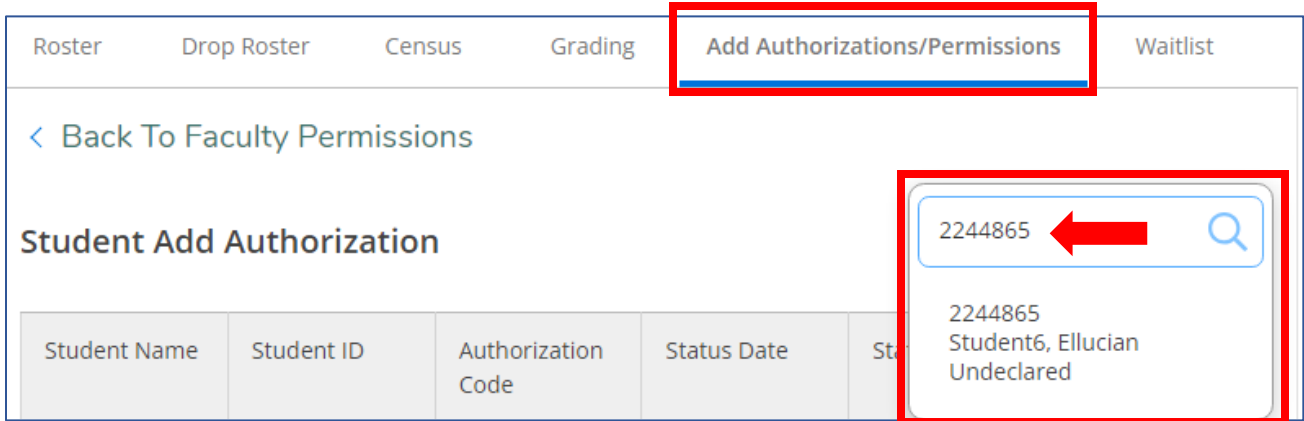 Roster Drop Roster Census Grading Add Authorizations/Permissions Waitlist
< Back To Faculty Permissions
Student Add Authorization
2244865
2244865
Student6, Ellucian
Undeclared
Student Name Student ID Authorization Code Status Date